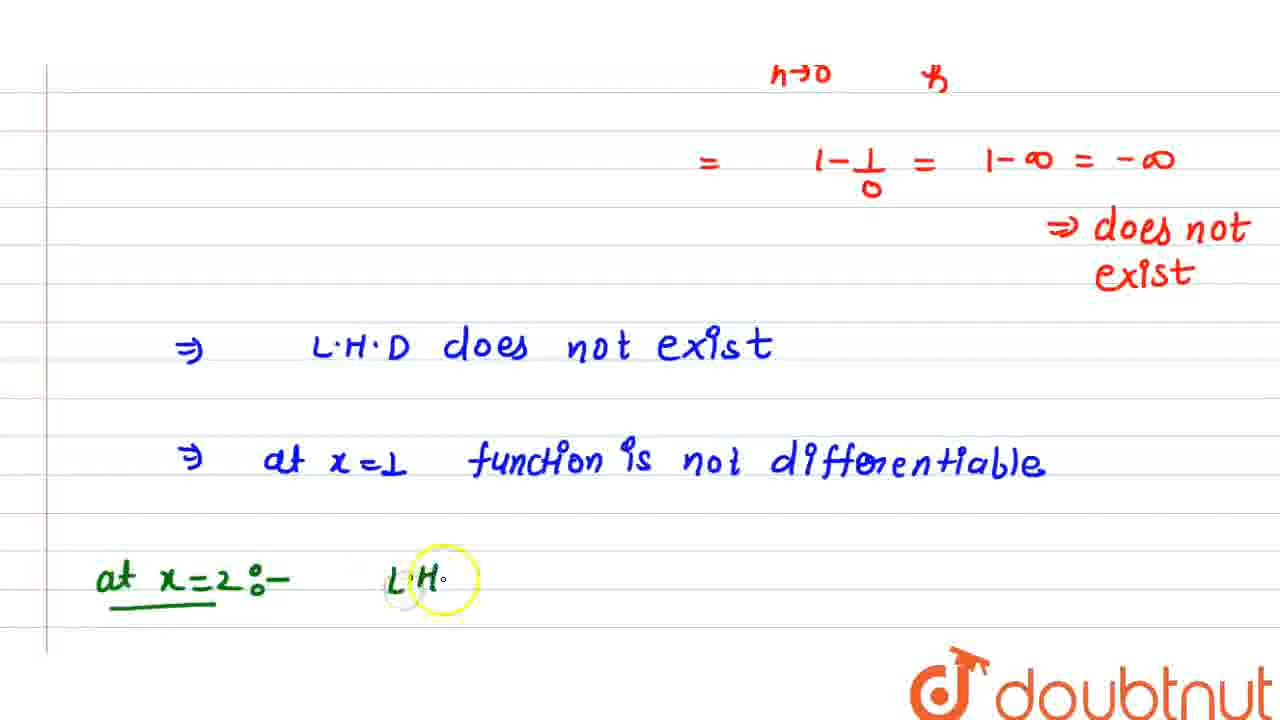 h→0 h
= 1 - 1/0 = 1 - ∞ = - ∞
⇒ does not
exist
⇒ L.H.D does not exist
⇒ at x = 1 function is not differentiable
at x = 2 :- L.H.
doubtnut